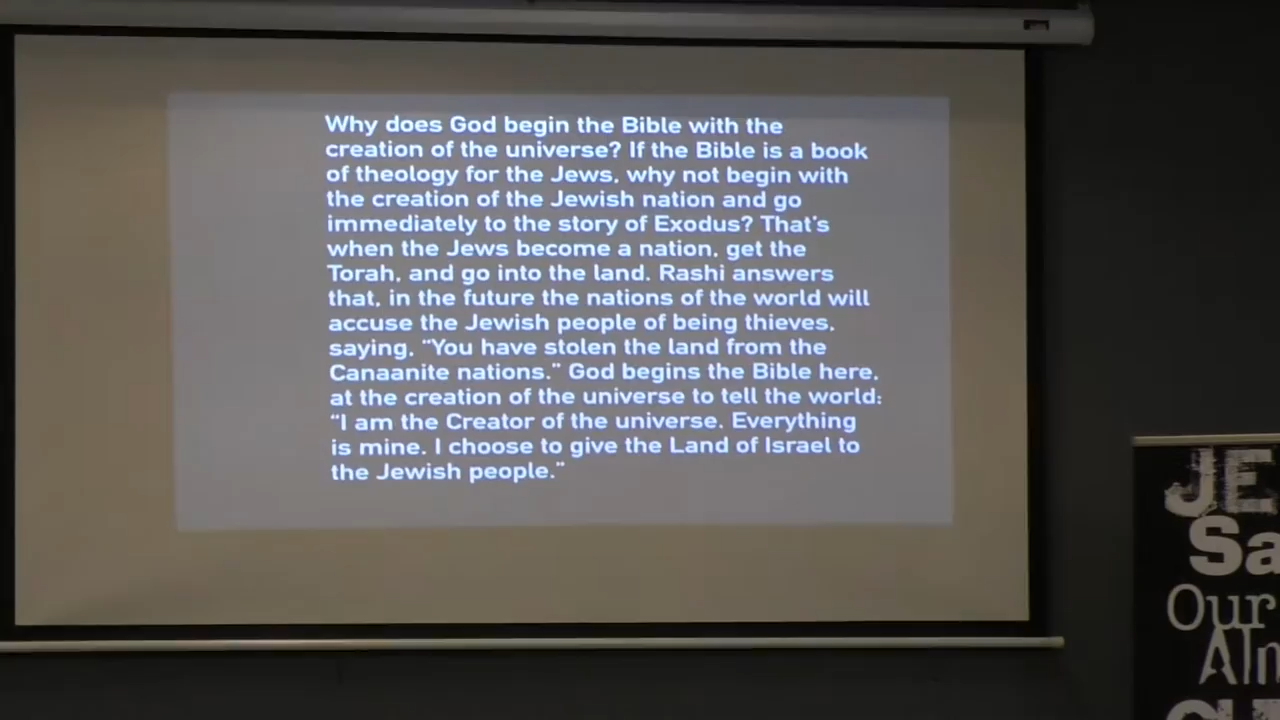 Why does God begin the Bible with the
creation of the universe? If the Bible is a book
of theology for the Jews, why not begin with
the creation of the Jewish nation and go
immediately to the story of Exodus? That's
when the Jews become a nation, get the
Torah, and go into the land. Rashi answers
that, in the future the nations of the world will
accuse the Jewish people of being thieves,
saying, "You have stolen the land from the
Canaanite nations." God begins the Bible here,
at the creation of the universe to tell the world:
"I am the Creator of the universe. Everything
is mine. I choose to give the Land of Israel to
the Jewish people."
JE
Sa
Our